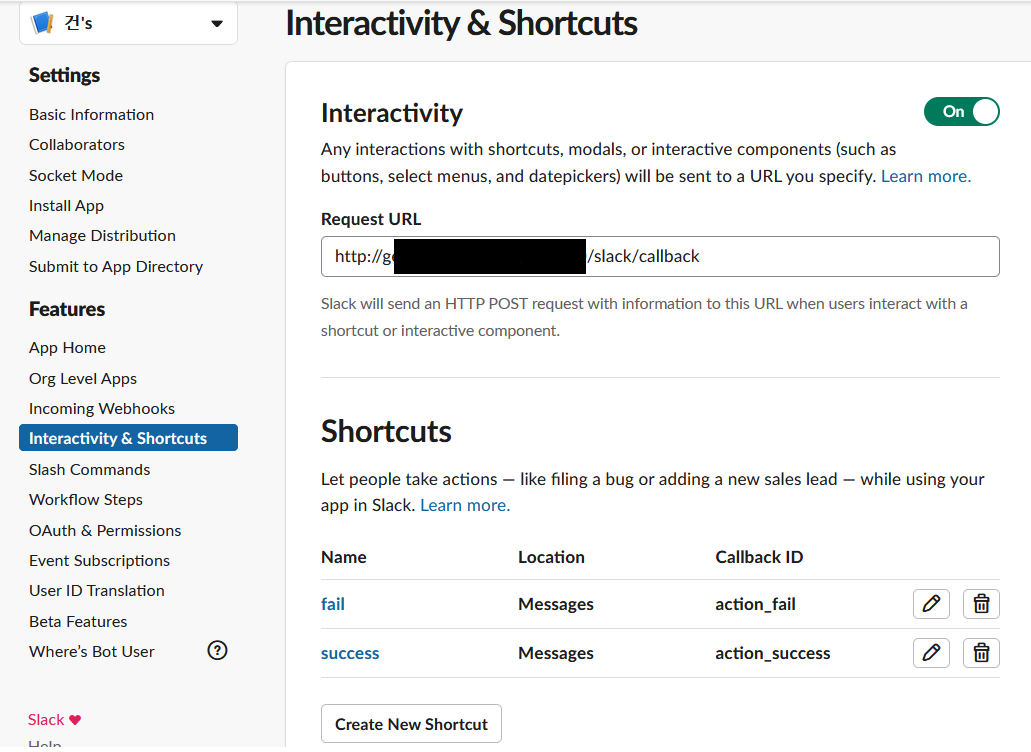 건's
Settings
Basic Information
Collaborators
Socket Mode
Install App
Manage Distribution
Submit to App Directory
Features
App Home
Org Level Apps
Incoming Webhooks
Interactivity & Shortcuts
Slash Commands
Workflow Steps
OAuth & Permissions
Event Subscriptions
User ID Translation
Beta Features
Where's Bot User
?
Slack ♥
Help
Interactivity & Shortcuts
Interactivity
On
Any interactions with shortcuts, modals, or interactive components (such as
buttons, select menus, and datepickers) will be sent to a URL you specify. Learn more.
Request URL
http://g /slack/callback
Slack will send an HTTP POST request with information to this URL when users interact with a
shortcut or interactive component.
Shortcuts
Let people take actions — like filing a bug or adding a new sales lead — while using your
app in Slack. Learn more.
Name Location Callback ID
fail Messages action_fail
success Messages action_success
Create New Shortcut